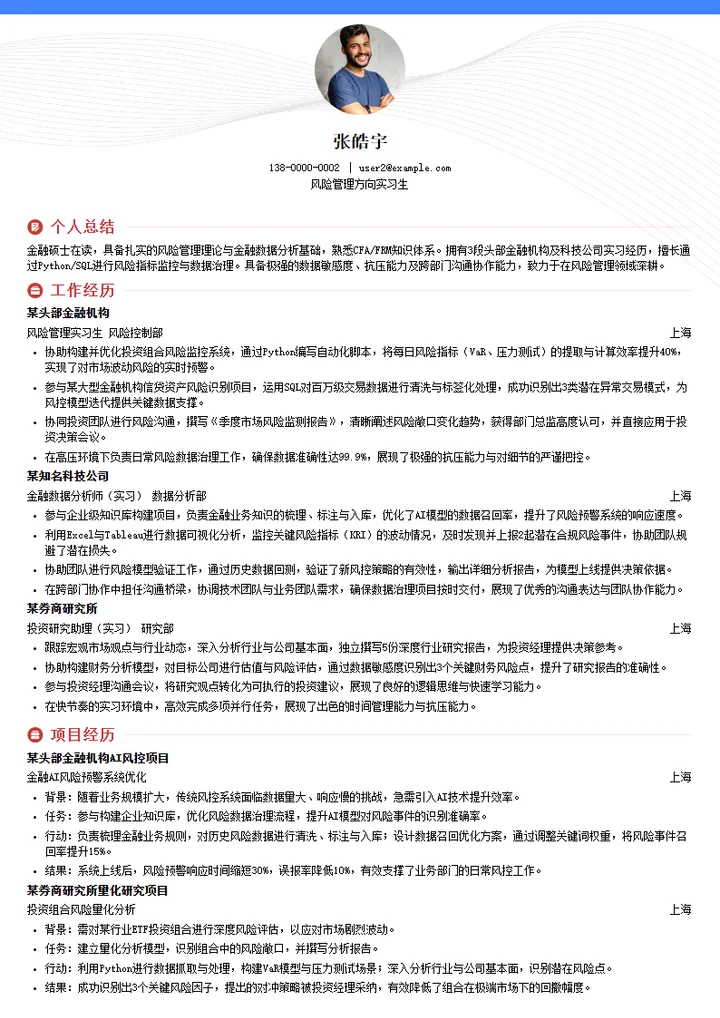 张皓宇
138-0000-0002 | user2@example.com
风险管理方向实习生
个人总结
金融硕士在读，具备扎实的风险管理理论与金融数据分析基础，熟悉CFA/FRM知识体系。拥有3段头部金融机构及科技公司实习经历，擅长通
过Python/SQL进行风险指标监控与数据治理。具备极强的数据敏感度、抗压能力及跨部门沟通协作能力，致力于在风险管理领域深耕。
工作经历
某头部金融机构
风险管理实习生 风险控制部 上海
• 协助构建并优化投资组合风险监控系统，通过Python编写自动化脚本，将每日风险指标（VaR、压力测试）的提取与计算效率提升40%，
实现了对市场波动风险的实时预警。
• 参与某大型金融机构信贷资产风险识别项目，运用SQL对百万级交易数据进行清洗与标签化处理，成功识别出3类潜在异常交易模式，为
风控模型迭代提供关键数据支撑。
• 协同投资团队进行风险沟通，撰写《季度市场风险监测报告》，清晰阐述风险敞口变化趋势，获得部门总监高度认可，并直接应用于投
资决策会议。
• 在高压环境下负责日常风险数据治理工作，确保数据准确性达99.9%，展现了极强的抗压能力与对细节的严谨把控。
某知名科技公司
金融数据分析师（实习） 数据分析部 上海
• 参与企业级知识库构建项目，负责金融业务知识的梳理、标注与入库，优化了AI模型的数据召回率，提升了风险预警系统的响应速度。
• 利用Excel与Tableau进行数据可视化分析，监控关键风险指标（KRI）的波动情况，及时发现并上报2起潜在合规风险事件，协助团队规
避了潜在损失。
• 协助团队进行风险模型验证工作，通过历史数据回测，验证了新风控策略的有效性，输出详细分析报告，为模型上线提供决策依据。
• 在跨部门协作中担任沟通桥梁，协调技术团队与业务团队需求，确保数据治理项目按时交付，展现了优秀的沟通表达与团队协作能力。
某券商研究所
投资研究助理（实习） 研究部 上海
• 跟踪宏观市场观点与行业动态，深入分析行业与公司基本面，独立撰写5份深度行业研究报告，为投资经理提供决策参考。
• 协助构建财务分析模型，对目标公司进行估值与风险评估，通过数据敏感度识别出3个关键财务风险点，提升了研究报告的准确性。
• 参与投资经理沟通会议，将研究观点转化为可执行的投资建议，展现了良好的逻辑思维与快速学习能力。
• 在快节奏的实习环境中，高效完成多项并行任务，展现了出色的时间管理能力与抗压能力。
项目经历
某头部金融机构AI风控项目
金融AI风险预警系统优化 上海
• 背景：随着业务规模扩大，传统风控系统面临数据量大、响应慢的挑战，急需引入AI技术提升效率。
• 任务：参与构建企业知识库，优化风险数据治理流程，提升AI模型对风险事件的识别准确率。
• 行动：负责梳理金融业务规则，对历史风险数据进行清洗、标注与入库；设计数据召回优化方案，通过调整关键词权重，将风险事件召
回率提升15%。
• 结果：系统上线后，风险预警响应时间缩短30%，误报率降低10%，有效支撑了业务部门的日常风控工作。
某券商研究所量化研究项目
投资组合风险量化分析 上海
• 背景：需对某行业ETF投资组合进行深度风险评估，以应对市场剧烈波动。
• 任务：建立量化分析模型，识别组合中的风险敞口，并撰写分析报告。
• 行动：利用Python进行数据抓取与处理，构建VaR模型与压力测试场景；深入分析行业与公司基本面，识别潜在风险点。
• 结果：成功识别出3个关键风险因子，提出的对冲策略被投资经理采纳，有效降低了组合在极端市场下的回撤幅度。